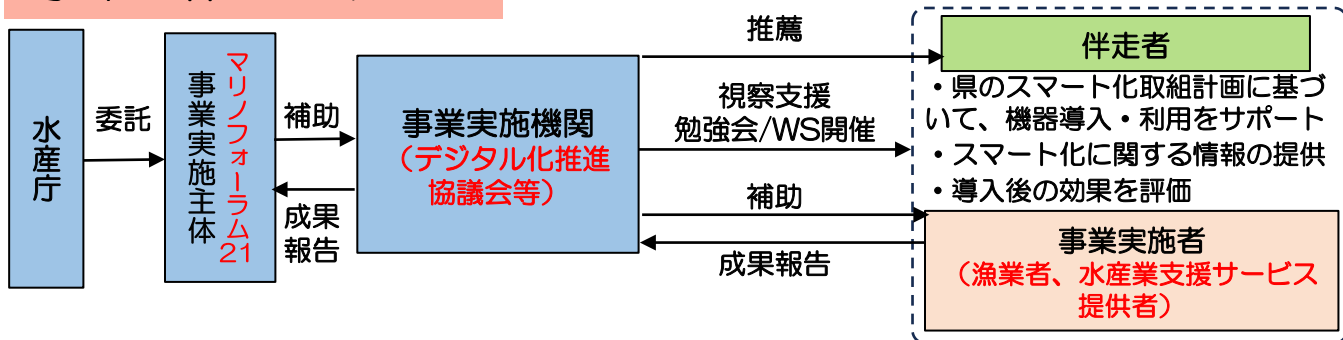 水産庁
委託
事業実施主体
マリノフォーラム21
補助
成果
報告
事業実施機関
（デジタル化推進
協議会等）
推薦
視察支援
勉強会/WS開催
補助
成果報告
伴走者
・県のスマート化取組計画に基づ
いて、機器導入・利用をサポート
・スマート化に関する情報の提供
・導入後の効果を評価
事業実施者
（漁業者、水産業支援サービス
提供者）